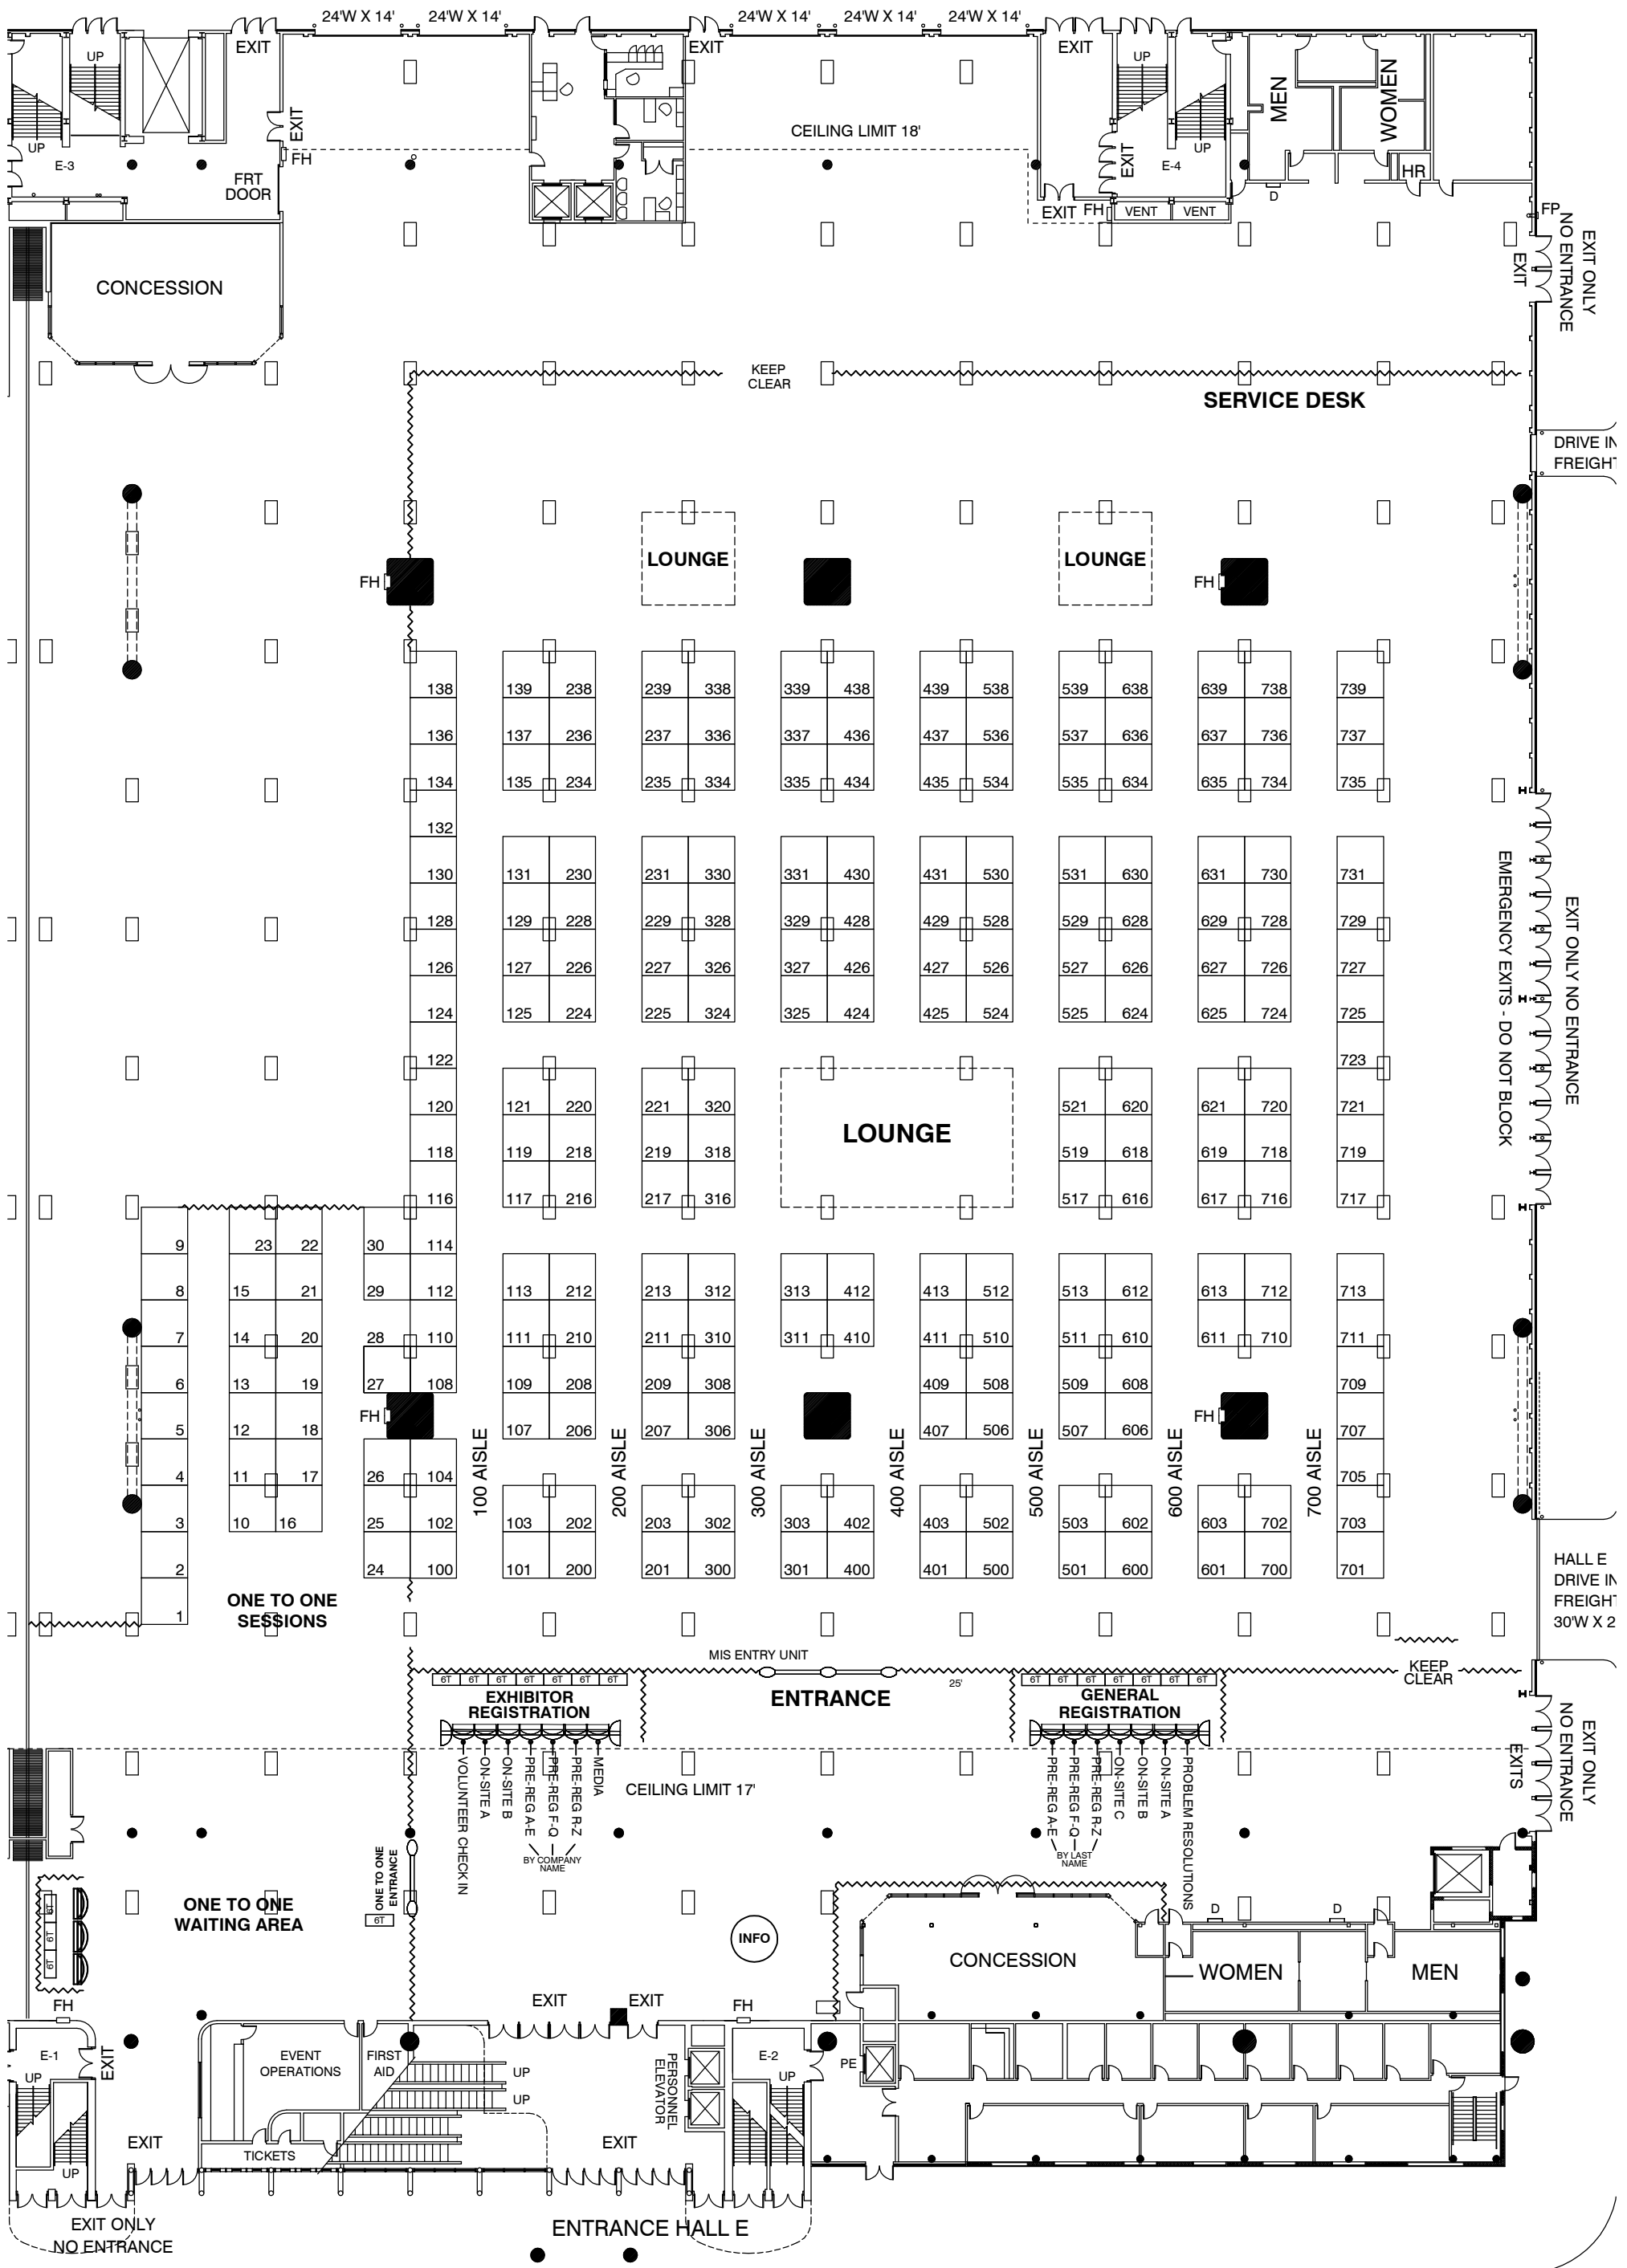 24'W X 14' 24'W X 14' 24'W X 14' 24'W X 14' 24'W X 14'
EXIT EXIT EXIT
UP UP
MEN
WOMEN
EXIT
CEILING LIMIT 18'
EXIT
UP UP
FH
E-3 E-4
HR
FRT
DOOR
D
EXIT FH VENT VENT
FP
EXIT
EXIT ONLY
NO ENTRANCE
CONCESSION
KEEP
CLEAR
SERVICE DESK
DRIVE IN
FREIGHT
LOUNGE LOUNGE
FH FH
138 139 238 239 338 339 438 439 538 539 638 639 738 739
136 137 236 237 336 337 436 437 536 537 636 637 736 737
134 135 234 235 334 335 434 435 534 535 634 635 734 735
132
130 131 230 231 330 331 430 431 530 531 630 631 730 731
128 129 228 229 328 329 428 429 528 529 628 629 728 729
126 127 226 227 326 327 426 427 526 527 626 627 726 727
124 125 224 225 324 325 424 425 524 525 624 625 724 725
EMERGENCY EXITS - DO NOT BLOCK
EXIT ONLY NO ENTRANCE
122 723
120 121 220 221 320 521 620 621 720 721
LOUNGE
118 119 218 219 318 519 618 619 718 719
116 117 216 217 316 517 616 617 716 717
9 23 22 30 114
8 15 21 29 112 113 212 213 312 313 412 413 512 513 612 613 712 713
7 14 20 28 110 111 210 211 310 311 410 411 510 511 610 611 710 711
6 13 19 27 108 109 208 209 308 409 508 509 608 709
FH FH
5 12 18 107 206 207 306 407 506 507 606 707
4 11 17 26 104 705
100 AISLE 200 AISLE 300 AISLE 400 AISLE 500 AISLE 600 AISLE 700 AISLE
3 10 16 25 102 103 202 203 302 303 402 403 502 503 602 603 702 703
2 24 100 101 200 201 300 301 400 401 500 501 600 601 700 701
1
ONE TO ONE
SESSIONS
HALL E
DRIVE IN
FREIGHT
30'W X 2
MIS ENTRY UNIT
KEEP
CLEAR
6T 6T 6T 6T 6T 6T 6T
25'
6T 6T 6T 6T 6T 6T 6T
EXHIBITOR
REGISTRATION
ENTRANCE
GENERAL
REGISTRATION
EXITS
EXIT ONLY
NO ENTRANCE
VOLUNTEER CHECK IN
ON-SITE A
ON-SITE B
PRE-REG A-E
PRE-REG F-Q
PRE-REG R-Z
MEDIA
BY COMPANY
NAME
CEILING LIMIT 17'
PRE-REG A-E
PRE-REG F-Q
PRE-REG R-Z
ON-SITE C
ON-SITE B
ON-SITE A
PROBLEM RESOLUTIONS
BY LAST
NAME
ONE TO ONE
ENTRANCE
6T
ONE TO ONE
WAITING AREA
6T
6T
6T
INFO
D D
CONCESSION
WOMEN
MEN
FH EXIT EXIT FH
E-1
UP
EXIT
EVENT
OPERATIONS
FIRST
AID
UP
UP
PERSONNEL
ELEVATOR
E-2
UP
PE
EXIT EXIT
TICKETS
UP
EXIT ONLY
NO ENTRANCE
ENTRANCE HALL E